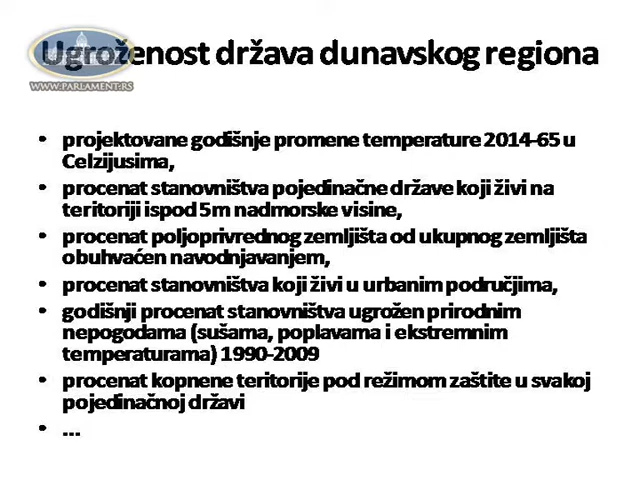 Ugroženost država dunavskog regiona
WWW.PARLAMENT.RS
• projektovane godišnje promene temperature 2014-65 u
Celzijusima,
• procenat stanovništva pojedinačne države koji živi na
teritoriji ispod 5m nadmorske visine,
• procenat poljoprivrednog zemljišta od ukupnog zemljišta
obuhvaćen navodnjavanjem,
• procenat stanovništva koji živi u urbanim područjima,
• godišnji procenat stanovništva ugrožen prirodnim
nepogodama (sušama, poplavama i ekstremnim
temperaturama) 1990-2009
• procenat kopnene teritorije pod režimom zaštite u svakoj
pojedinačnoj državi
• ...